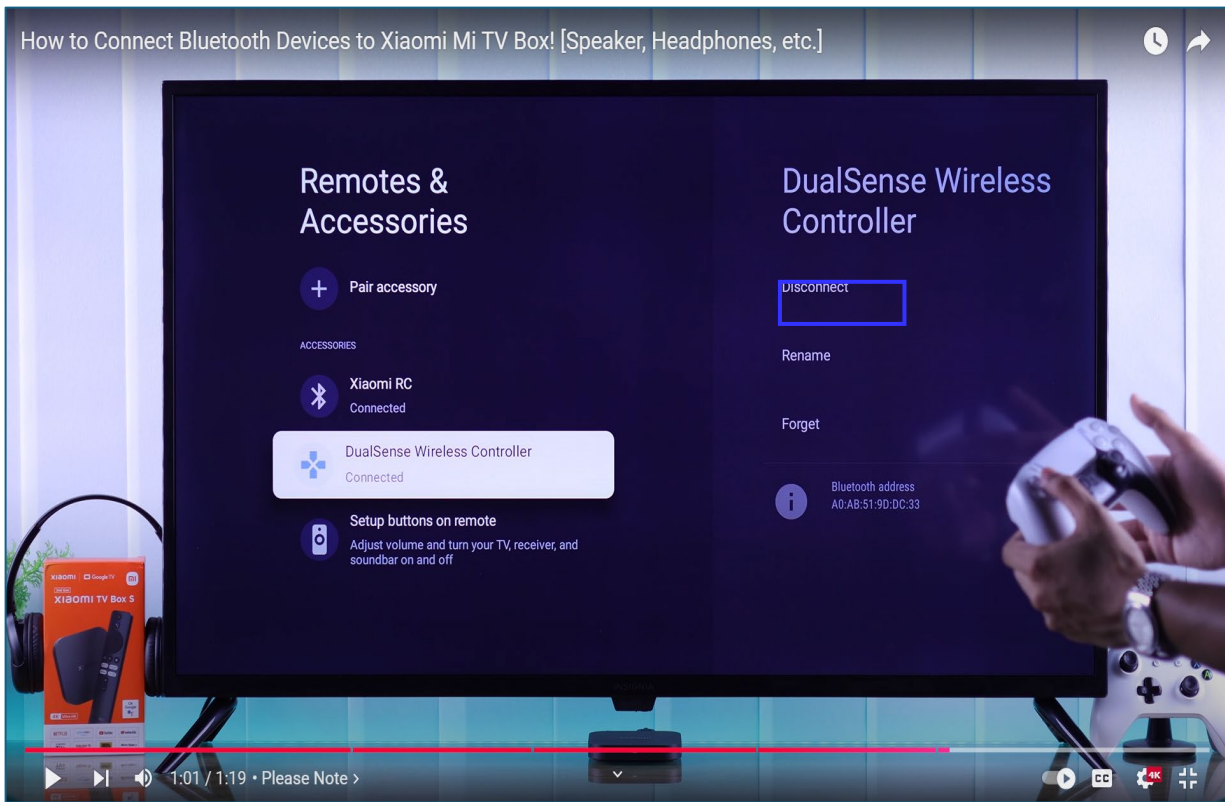 How to Connect Bluetooth Devices to Xiaomi Mi TV Box! [Speaker, Headphones, etc.]
Remotes &
Accessories
Pair accessory
ACCESSORIES
Xiaomi RC
Connected
DualSense Wireless Controller
Connected
Setup buttons on remote
Adjust volume and turn your TV, receiver, and
soundbar on and off
DualSense Wireless
Controller
Disconnect
Rename
Forget
Bluetooth address
A0:AB:51:9D:DC:33
xiaomi Google TV
xiaomi TV Box S
INSIGNIA
1:01 / 1:19 • Please Note ›
CC
4K